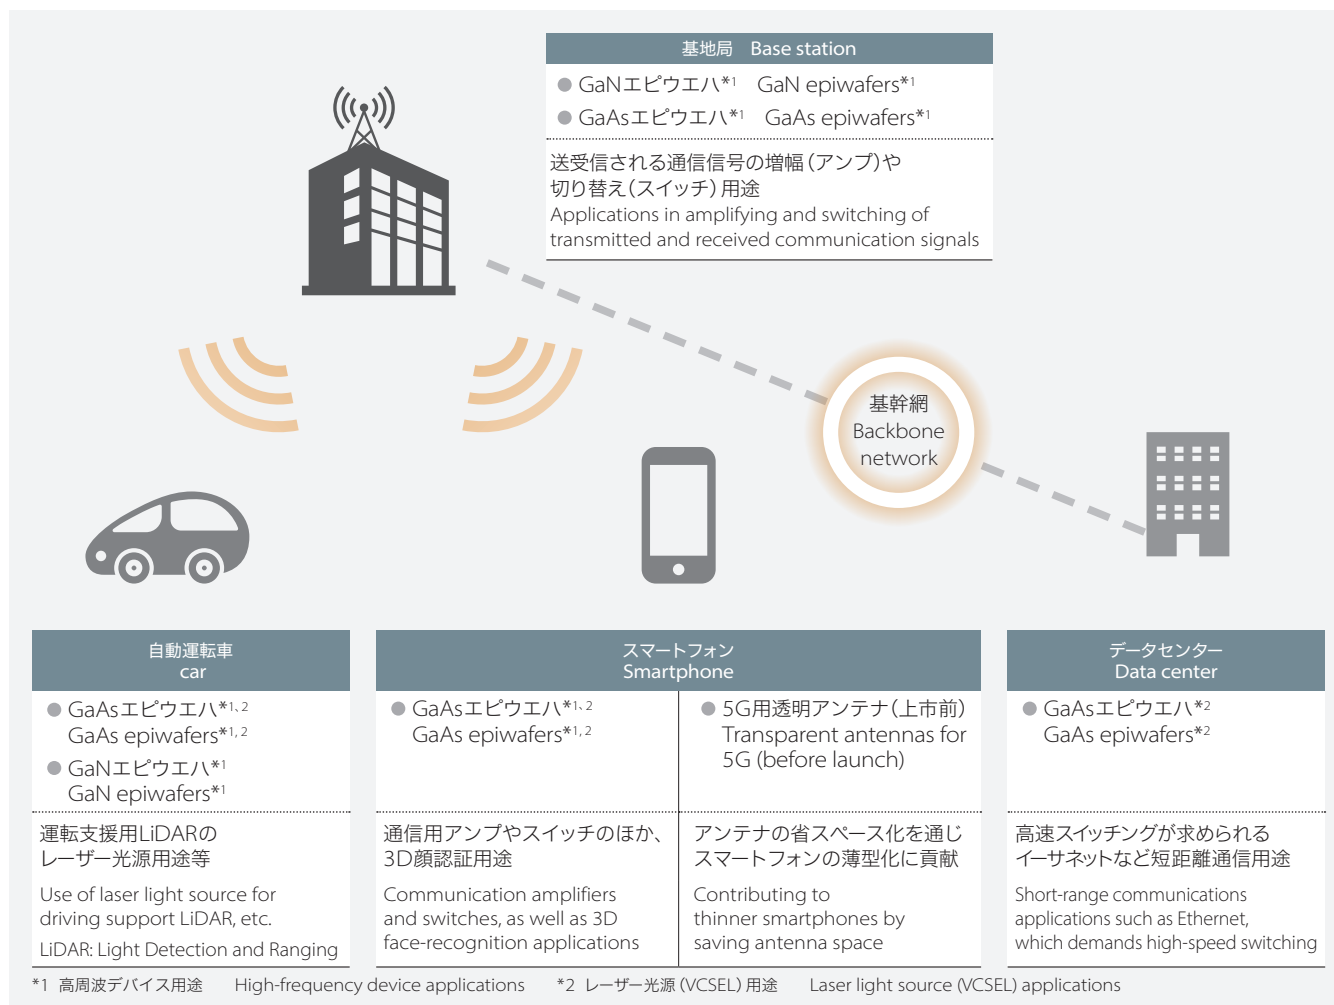 基地局 Base station
● GaNエピウエハ*1 GaN epiwafers*1
● GaAsエピウエハ*1 GaAs epiwafers*1
送受信される通信信号の増幅（アンプ）や
切り替え（スイッチ）用途
Applications in amplifying and switching of
transmitted and received communication signals
基幹網
Backbone
network
自動運転車
car
● GaAsエピウエハ*1、2
GaAs epiwafers*1, 2
● GaNエピウエハ*1
GaN epiwafers*1
運転支援用LiDARの
レーザー光源用途等
Use of laser light source for
driving support LiDAR, etc.
LiDAR: Light Detection and Ranging
スマートフォン
Smartphone
● GaAsエピウエハ*1、2
GaAs epiwafers*1, 2
通信用アンプやスイッチのほか、
3D顔認証用途
Communication amplifiers
and switches, as well as 3D
face-recognition applications
● 5G用透明アンテナ（上市前）
Transparent antennas for
5G (before launch)
アンテナの省スペース化を通じ
スマートフォンの薄型化に貢献
Contributing to
thinner smartphones by
saving antenna space
データセンター
Data center
● GaAsエピウエハ*2
GaAs epiwafers*2
高速スイッチングが求められる
イーサネットなど短距離通信用途
Short-range communications
applications such as Ethernet,
which demands high-speed switching
*1 高周波デバイス用途 High-frequency device applications *2 レーザー光源（VCSEL）用途 Laser light source (VCSEL) applications